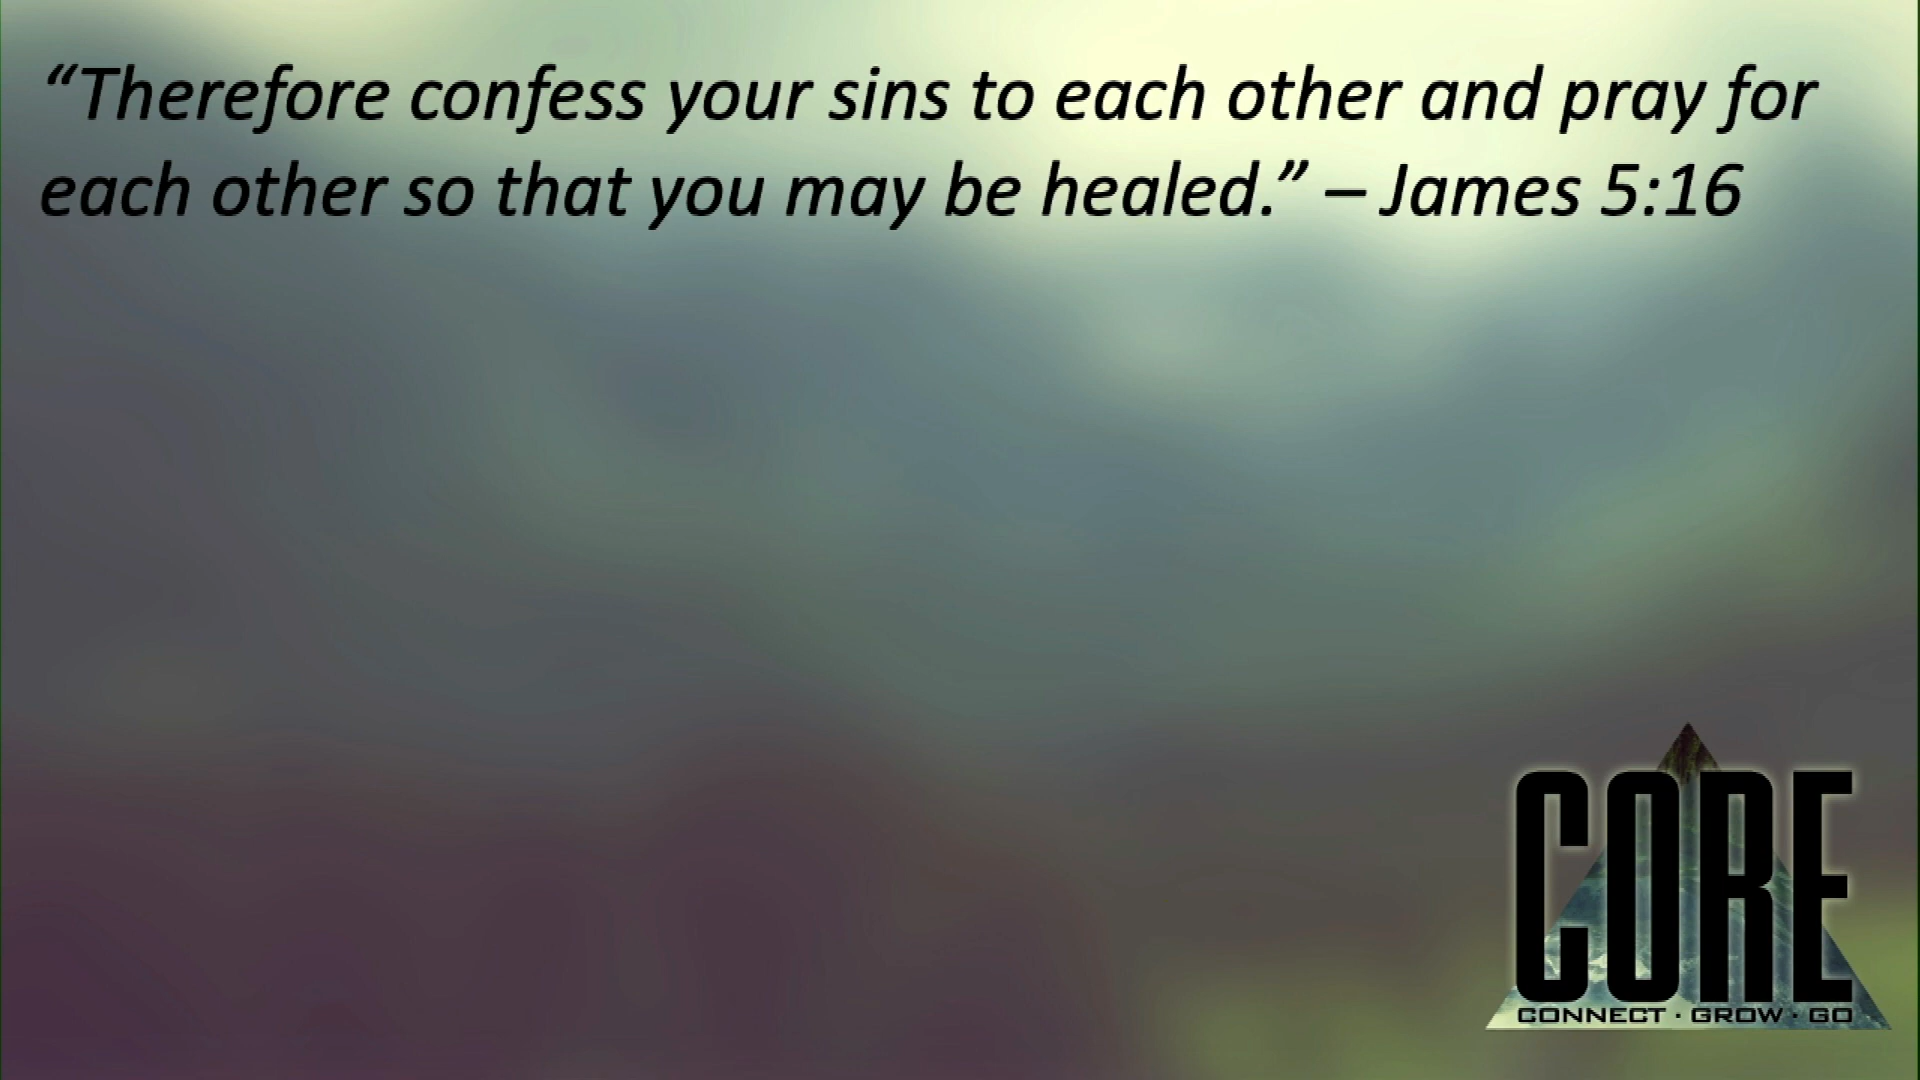 “Therefore confess your sins to each other and pray for
each other so that you may be healed.” – James 5:16
CORE
CONNECT · GROW · GO